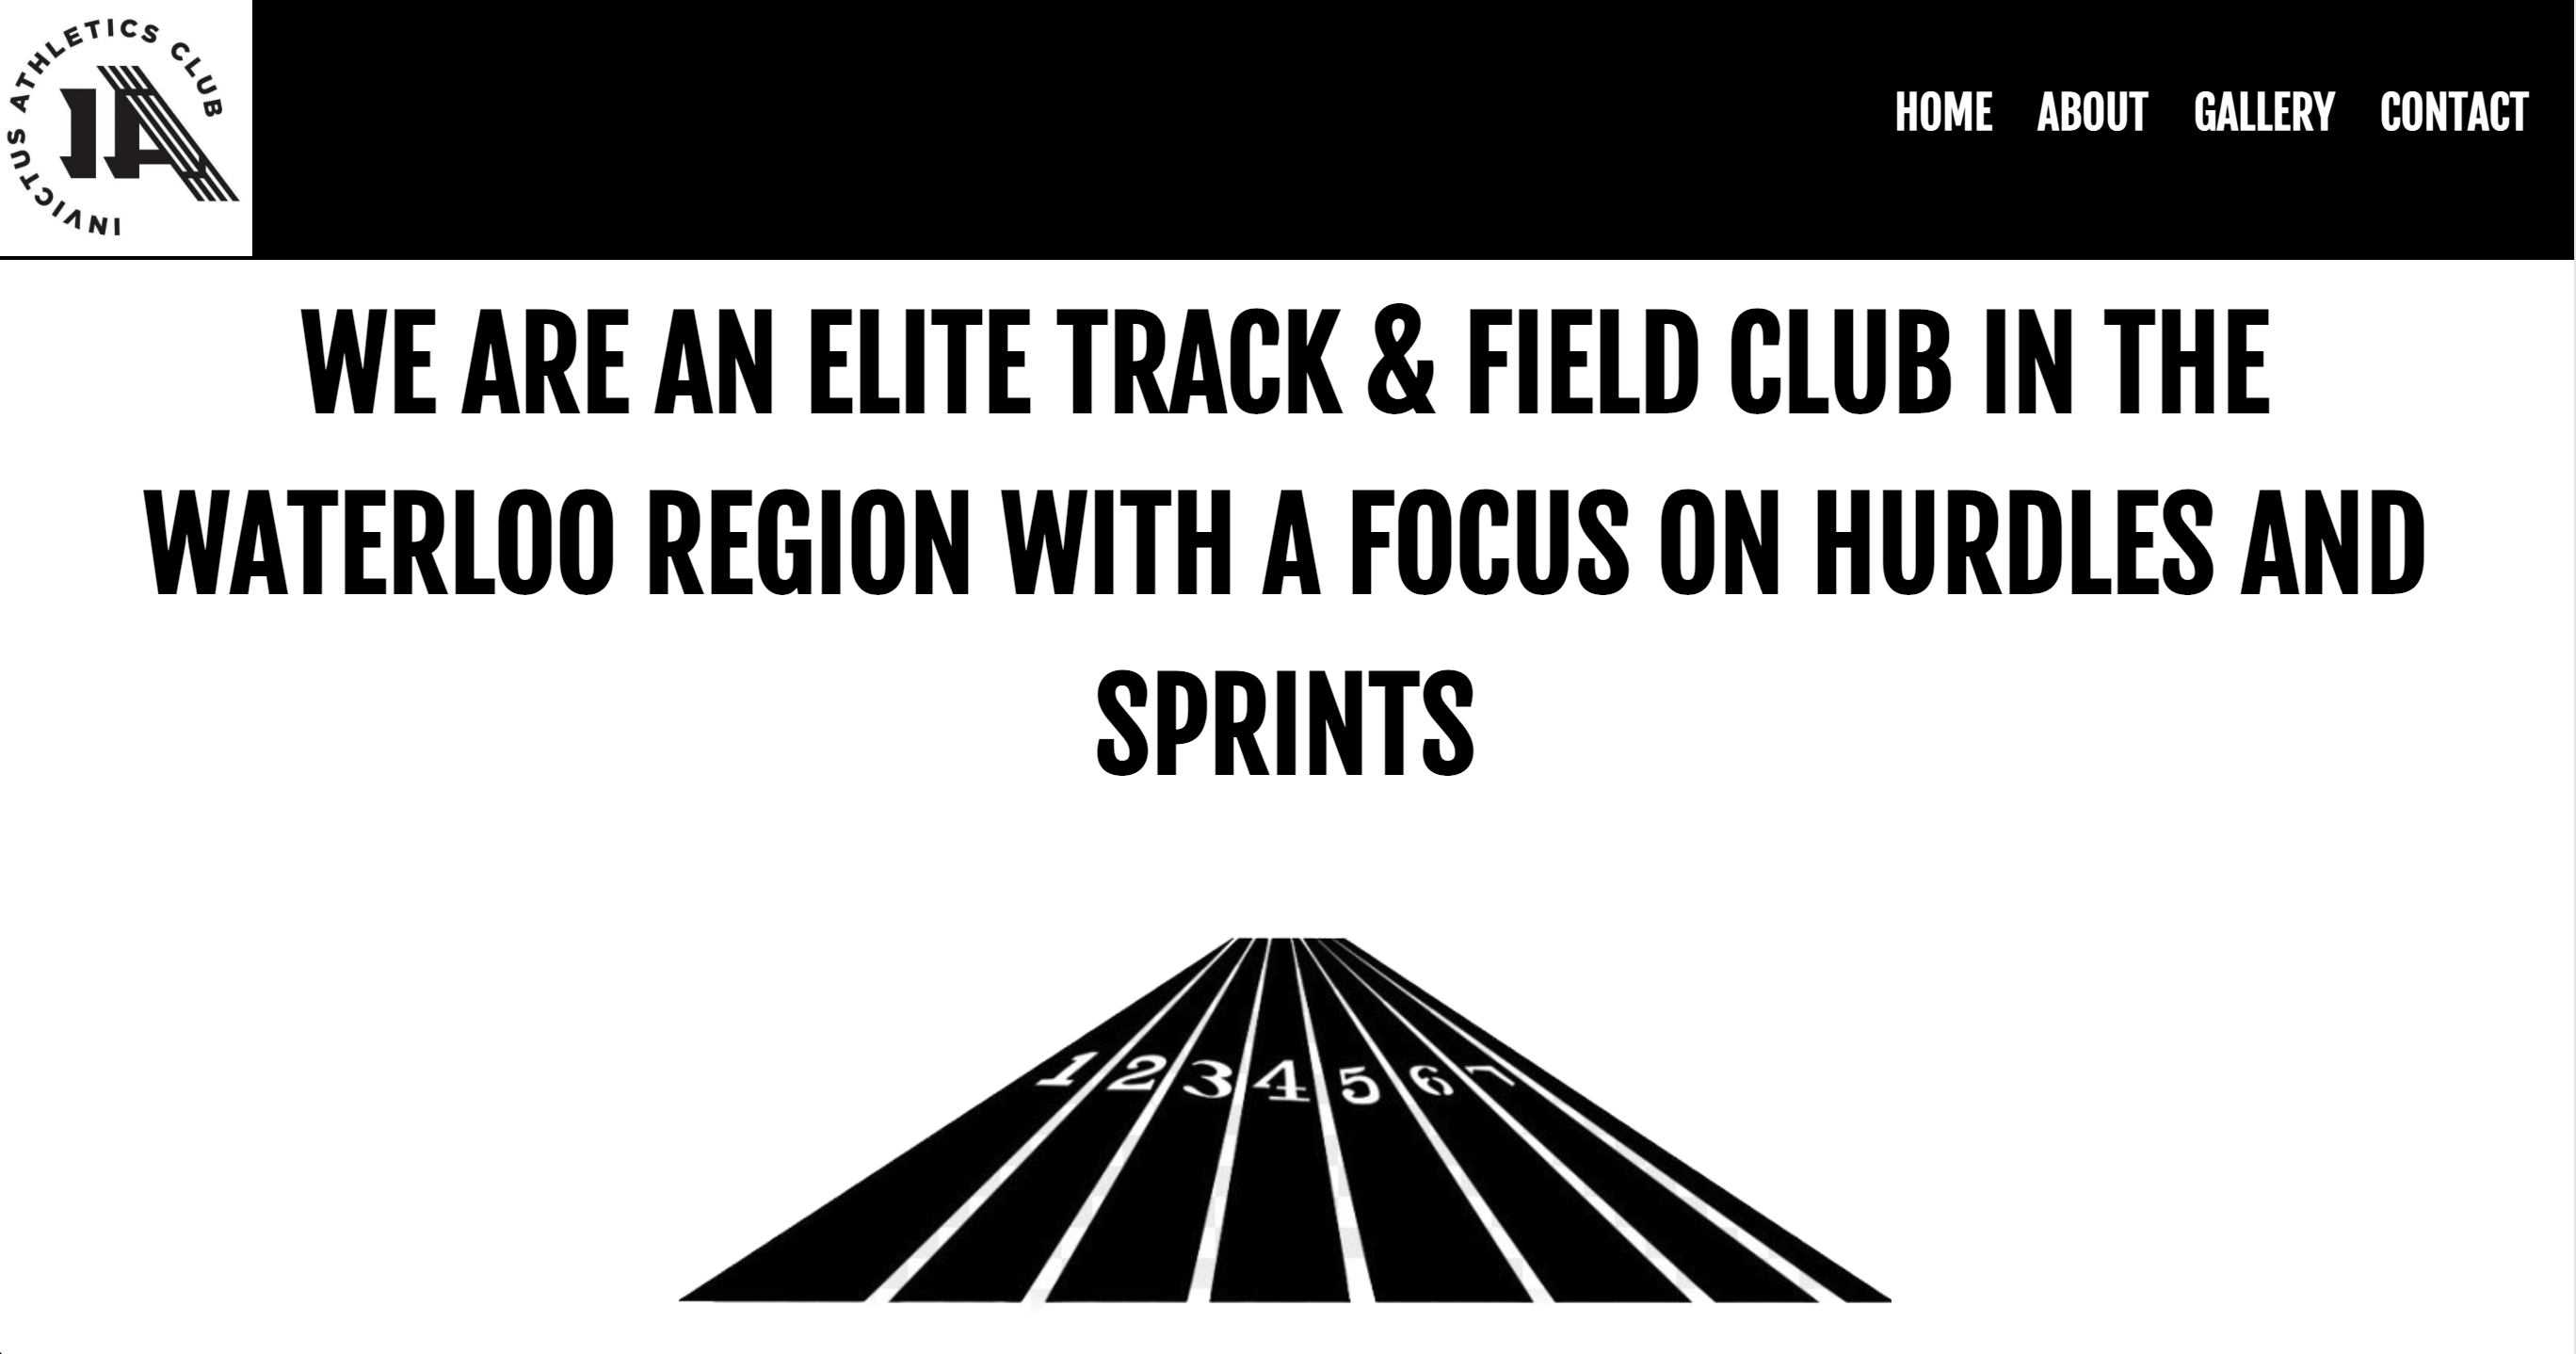 INVICTUS ATHLETICS CLUB
IA
HOME ABOUT GALLERY CONTACT
WE ARE AN ELITE TRACK & FIELD CLUB IN THE
WATERLOO REGION WITH A FOCUS ON HURDLES AND
SPRINTS
1 2 3 4 5 6 7